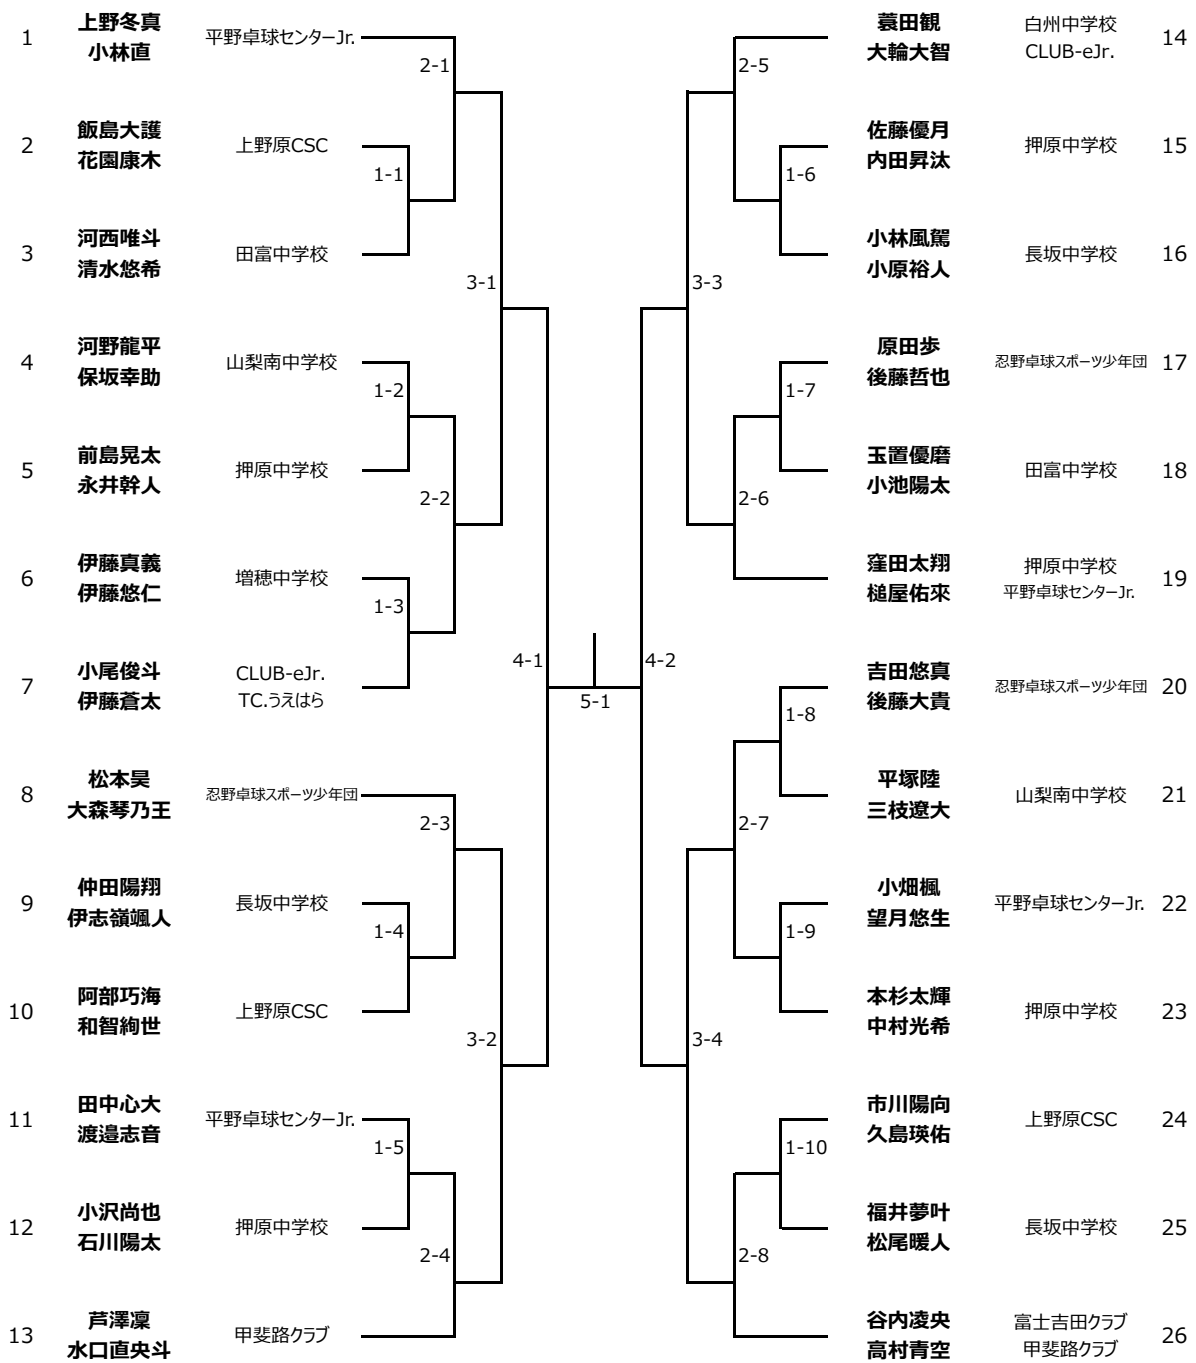 1
上野冬真
小林直
平野卓球センターJr.
2-1
2
飯島大護
花園康木
上野原CSC
1-1
3
河西唯斗
清水悠希
田富中学校
3-1
4
河野龍平
保坂幸助
山梨南中学校
1-2
5
前島晃太
永井幹人
押原中学校
2-2
6
伊藤真義
伊藤悠仁
増穂中学校
1-3
7
小尾俊斗
伊藤蒼太
CLUB-eJr.
TC.うえはら
4-1
8
松本昊
大森琴乃王
忍野卓球スポーツ少年団
2-3
9
仲田陽翔
伊志嶺颯人
長坂中学校
1-4
10
阿部巧海
和智絢世
上野原CSC
3-2
11
田中心大
渡邉志音
平野卓球センターJr.
1-5
12
小沢尚也
石川陽太
押原中学校
2-4
13
芦澤凜
水口直央斗
甲斐路クラブ
5-1
蓑田観
大輪大智
白州中学校
CLUB-eJr.
14
2-5
佐藤優月
内田昇汰
押原中学校
15
1-6
小林風駕
小原裕人
長坂中学校
16
3-3
原田歩
後藤哲也
忍野卓球スポーツ少年団
17
1-7
玉置優磨
小池陽太
田富中学校
18
2-6
窪田太翔
槌屋佑來
押原中学校
平野卓球センターJr.
19
4-2
吉田悠真
後藤大貴
忍野卓球スポーツ少年団
20
1-8
平塚陸
三枝遼大
山梨南中学校
21
2-7
小畑楓
望月悠生
平野卓球センターJr.
22
1-9
本杉太輝
中村光希
押原中学校
23
3-4
市川陽向
久島瑛佑
上野原CSC
24
1-10
福井夢叶
松尾暖人
長坂中学校
25
2-8
谷内凌央
高村青空
富士吉田クラブ
甲斐路クラブ
26